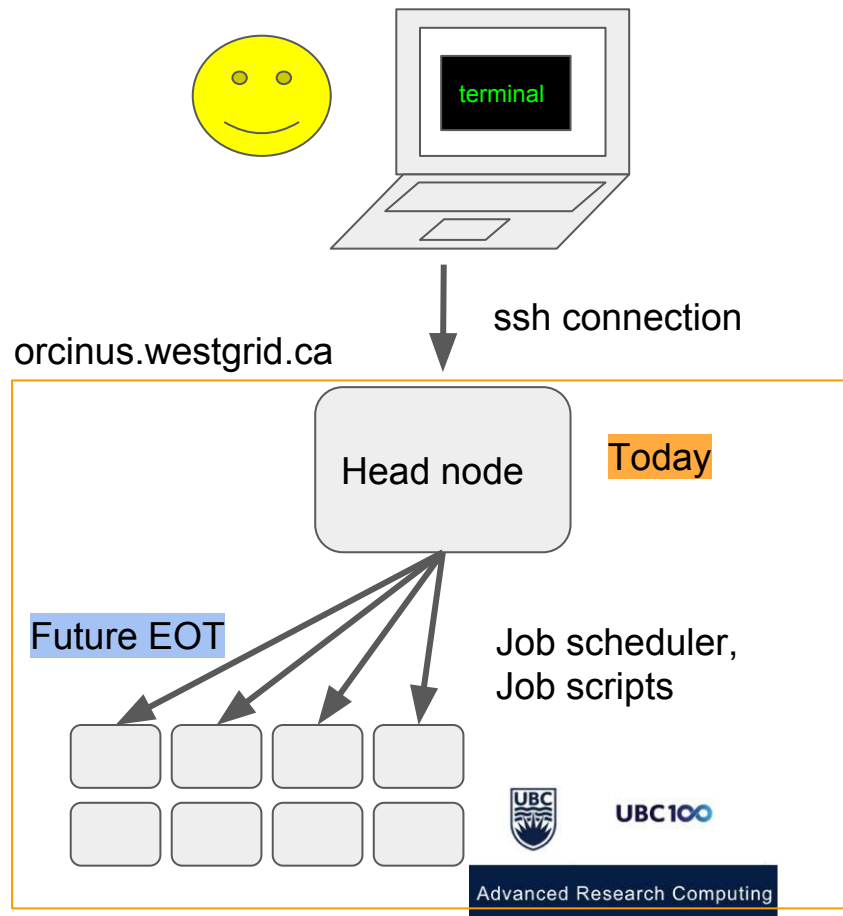 terminal
ssh connection
orcinus.westgrid.ca
Head node
Today
Future EOT
Job scheduler,
Job scripts
UBC
UBC100
Advanced Research Computing